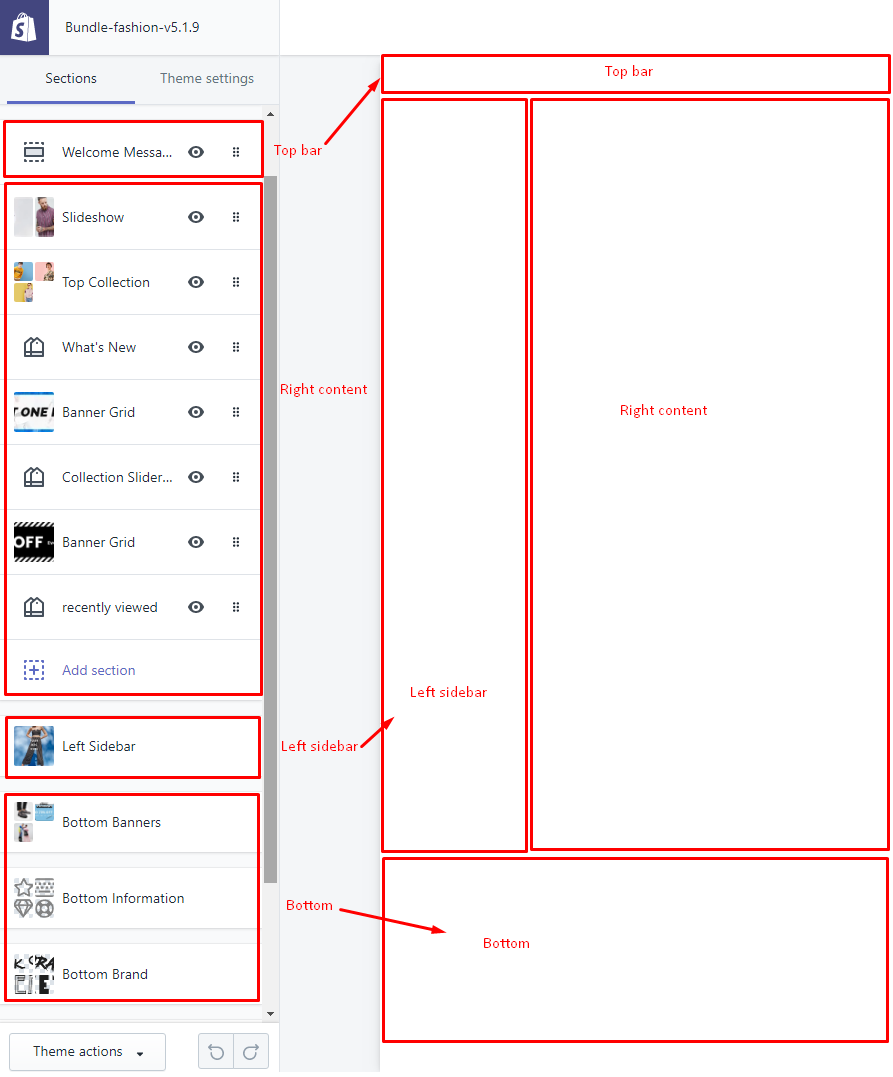 Bundle-fashion-v5.1.9
Sections
Theme settings
Top bar
Top bar
Welcome Messa...
Slideshow
Top Collection
What's New
Right content
Right content
T ONE
Banner Grid
Collection Slider...
OFF
Banner Grid
recently viewed
Add section
Left sidebar
Left sidebar
Left Sidebar
Bottom Banners
Bottom Information
Bottom
Bottom
Bottom Brand
Theme actions